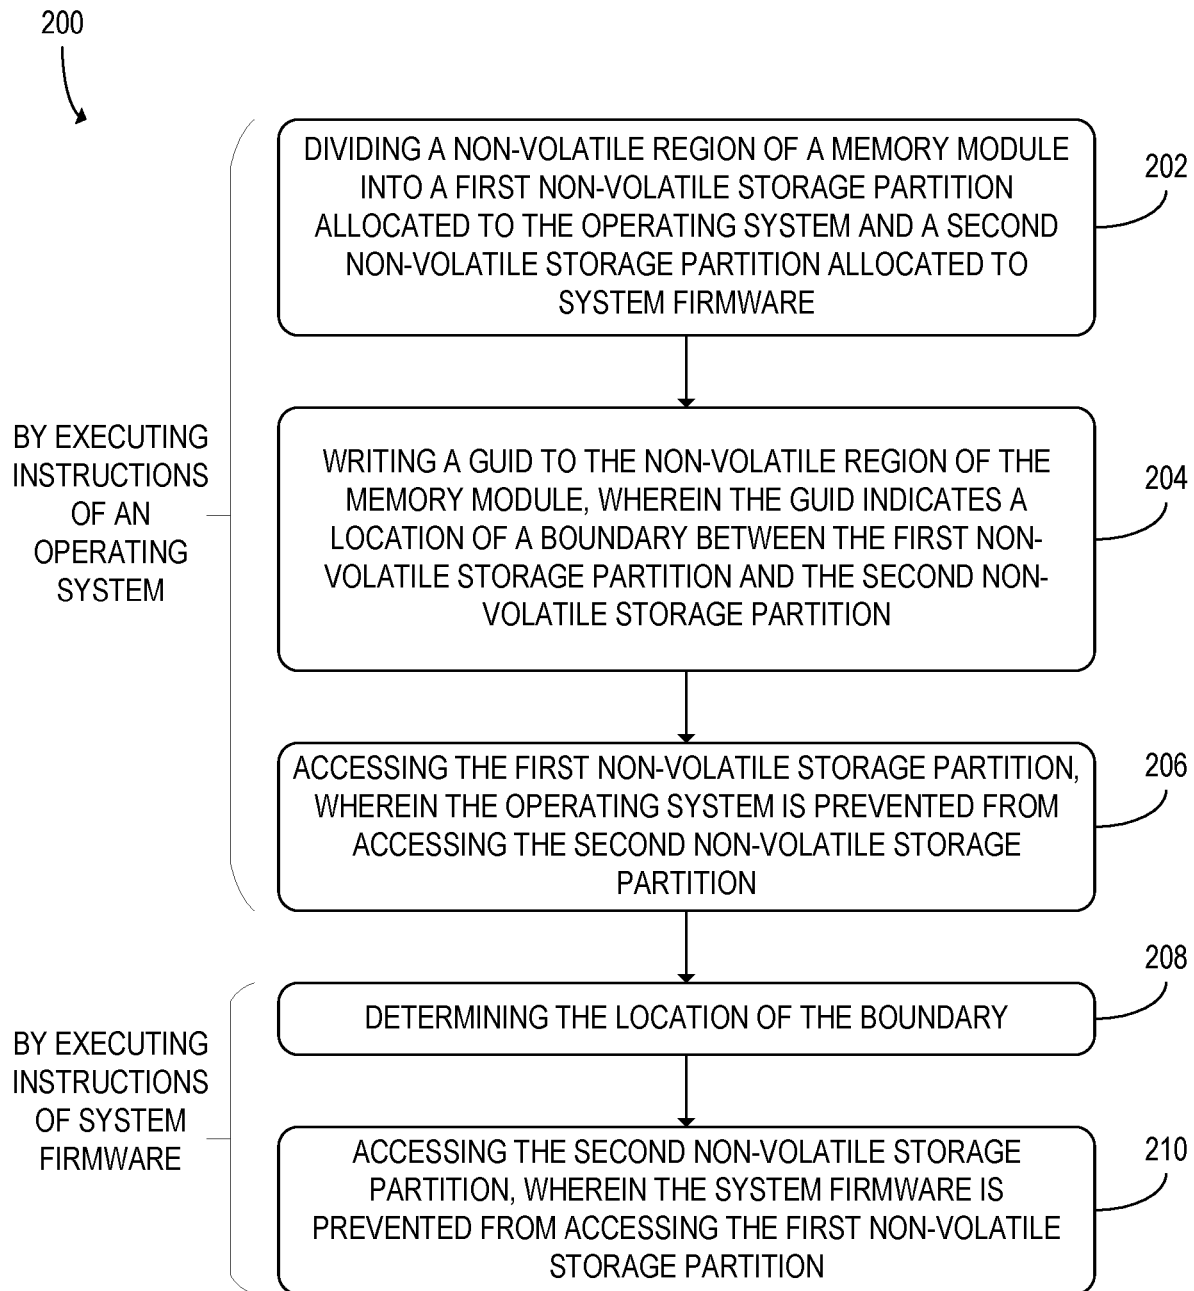 200
DIVIDING A NON-VOLATILE REGION OF A MEMORY MODULE
INTO A FIRST NON-VOLATILE STORAGE PARTITION
ALLOCATED TO THE OPERATING SYSTEM AND A SECOND
NON-VOLATILE STORAGE PARTITION ALLOCATED TO
SYSTEM FIRMWARE
202
BY EXECUTING
INSTRUCTIONS
OF AN
OPERATING
SYSTEM
WRITING A GUID TO THE NON-VOLATILE REGION OF THE
MEMORY MODULE, WHEREIN THE GUID INDICATES A
LOCATION OF A BOUNDARY BETWEEN THE FIRST NON-
VOLATILE STORAGE PARTITION AND THE SECOND NON-
VOLATILE STORAGE PARTITION
204
ACCESSING THE FIRST NON-VOLATILE STORAGE PARTITION,
WHEREIN THE OPERATING SYSTEM IS PREVENTED FROM
ACCESSING THE SECOND NON-VOLATILE STORAGE
PARTITION
206
DETERMINING THE LOCATION OF THE BOUNDARY
208
BY EXECUTING
INSTRUCTIONS
OF SYSTEM
FIRMWARE
ACCESSING THE SECOND NON-VOLATILE STORAGE
PARTITION, WHEREIN THE SYSTEM FIRMWARE IS
PREVENTED FROM ACCESSING THE FIRST NON-VOLATILE
STORAGE PARTITION
210